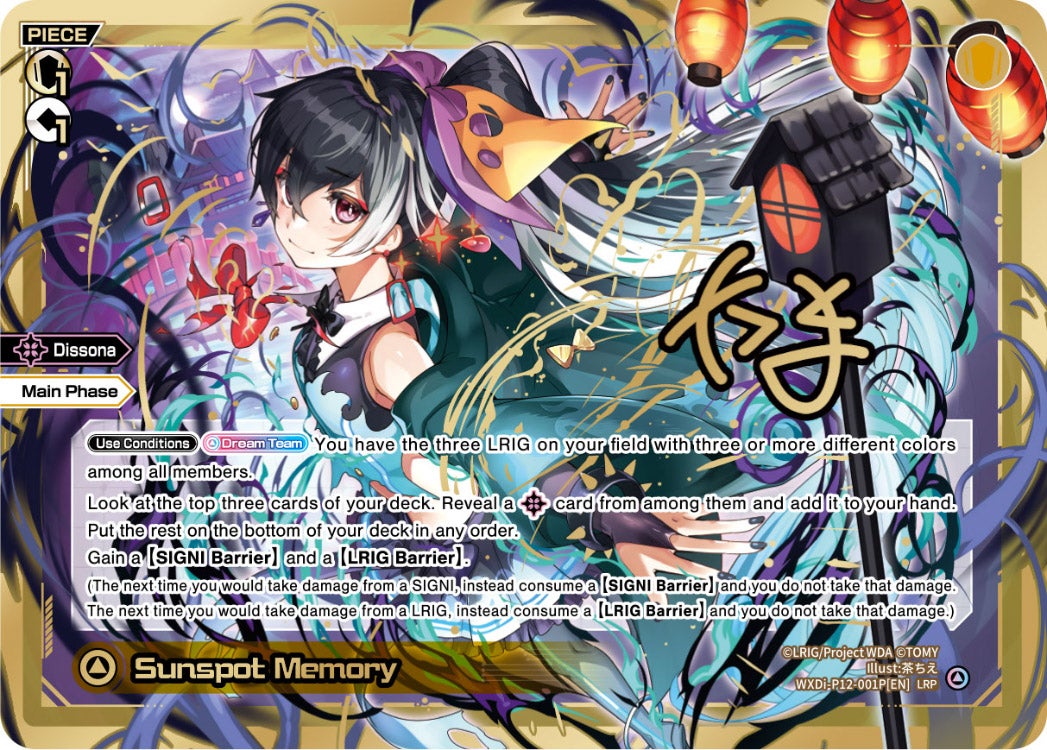 PIECE
1
1
Dissona
Main Phase
Use Conditions Dream Team You have the three LRIG on your field with three or more different colors
among all members.
Look at the top three cards of your deck. Reveal a card from among them and add it to your hand.
Put the rest on the bottom of your deck in any order.
Gain a 【SIGNI Barrier】 and a 【LRIG Barrier】.
(The next time you would take damage from a SIGNI, instead consume a 【SIGNI Barrier】 and you do not take that damage.
The next time you would take damage from a LRIG, instead consume a 【LRIG Barrier】 and you do not take that damage.)
Sunspot Memory
©LRIG/Project WDA ©TOMY
Illust:茶ちえ
WXDi-P12-001P[EN] LRP